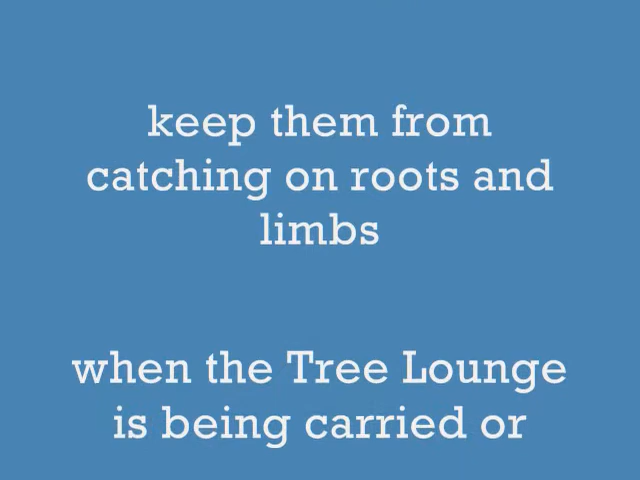 keep them from
catching on roots and
limbs
when the Tree Lounge
is being carried or